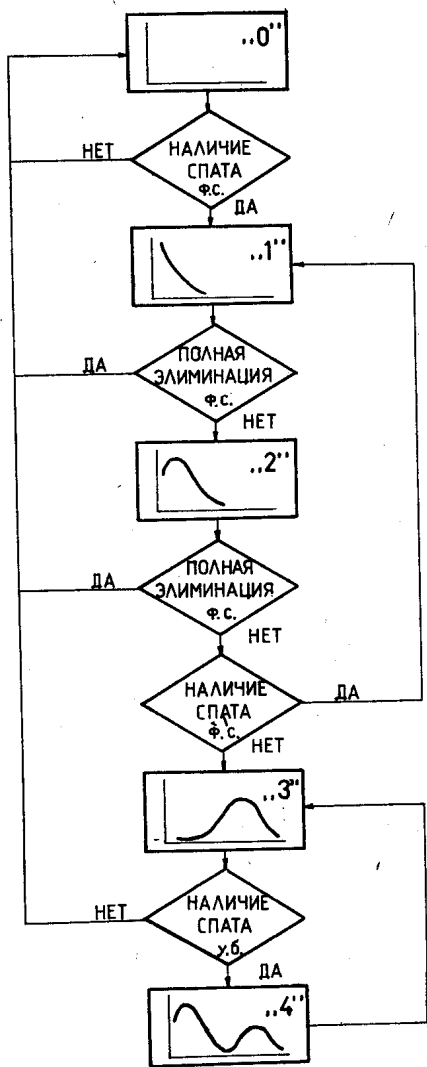 „0"
НАЛИЧИЕ
СПАТА
Ф.С.
НЕТ
ДА
„1"
ПОЛНАЯ
ЭЛИМИНАЦИЯ
Ф.С.
ДА
НЕТ
„2"
ПОЛНАЯ
ЭЛИМИНАЦИЯ
Ф.С.
ДА
НЕТ
НАЛИЧИЕ
СПАТА
Ф.С.
ДА
НЕТ
„3"
НАЛИЧИЕ
СПАТА
У.Б.
НЕТ
ДА
„4"